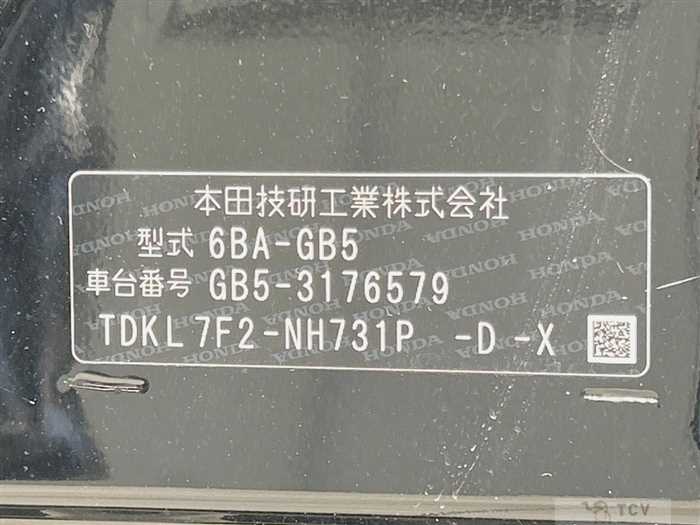 本田技研工業株式会社
型式 6BA-GB5
車台番号 GB5-3176579
TDKL7F2-NH731P -D-X
TCV